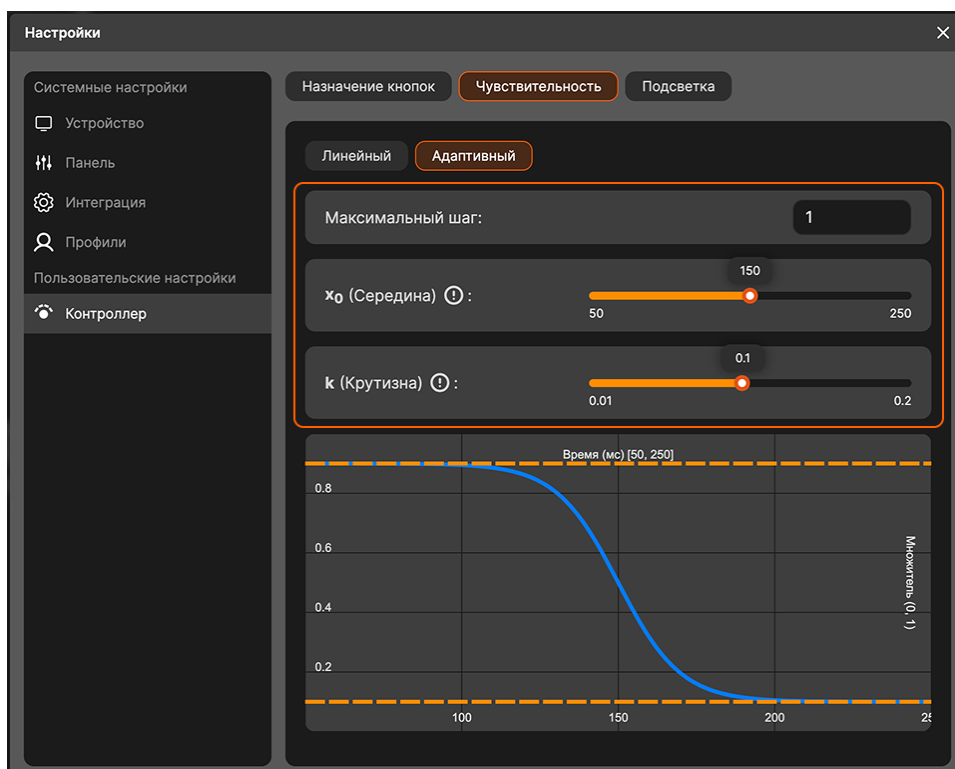 Настройки
Системные настройки
Устройство
Панель
Интеграция
Профили
Пользовательские настройки
Контроллер
Назначение кнопок
Чувствительность
Подсветка
Линейный
Адаптивный
Максимальный шаг:
1
x₀ (Середина) ! :
150
50
250
k (Крутизна) ! :
0.1
0.01
0.2
Время (мс) [50, 250]
0.8
0.6
0.4
0.2
Множитель (0, 1)
100
150
200